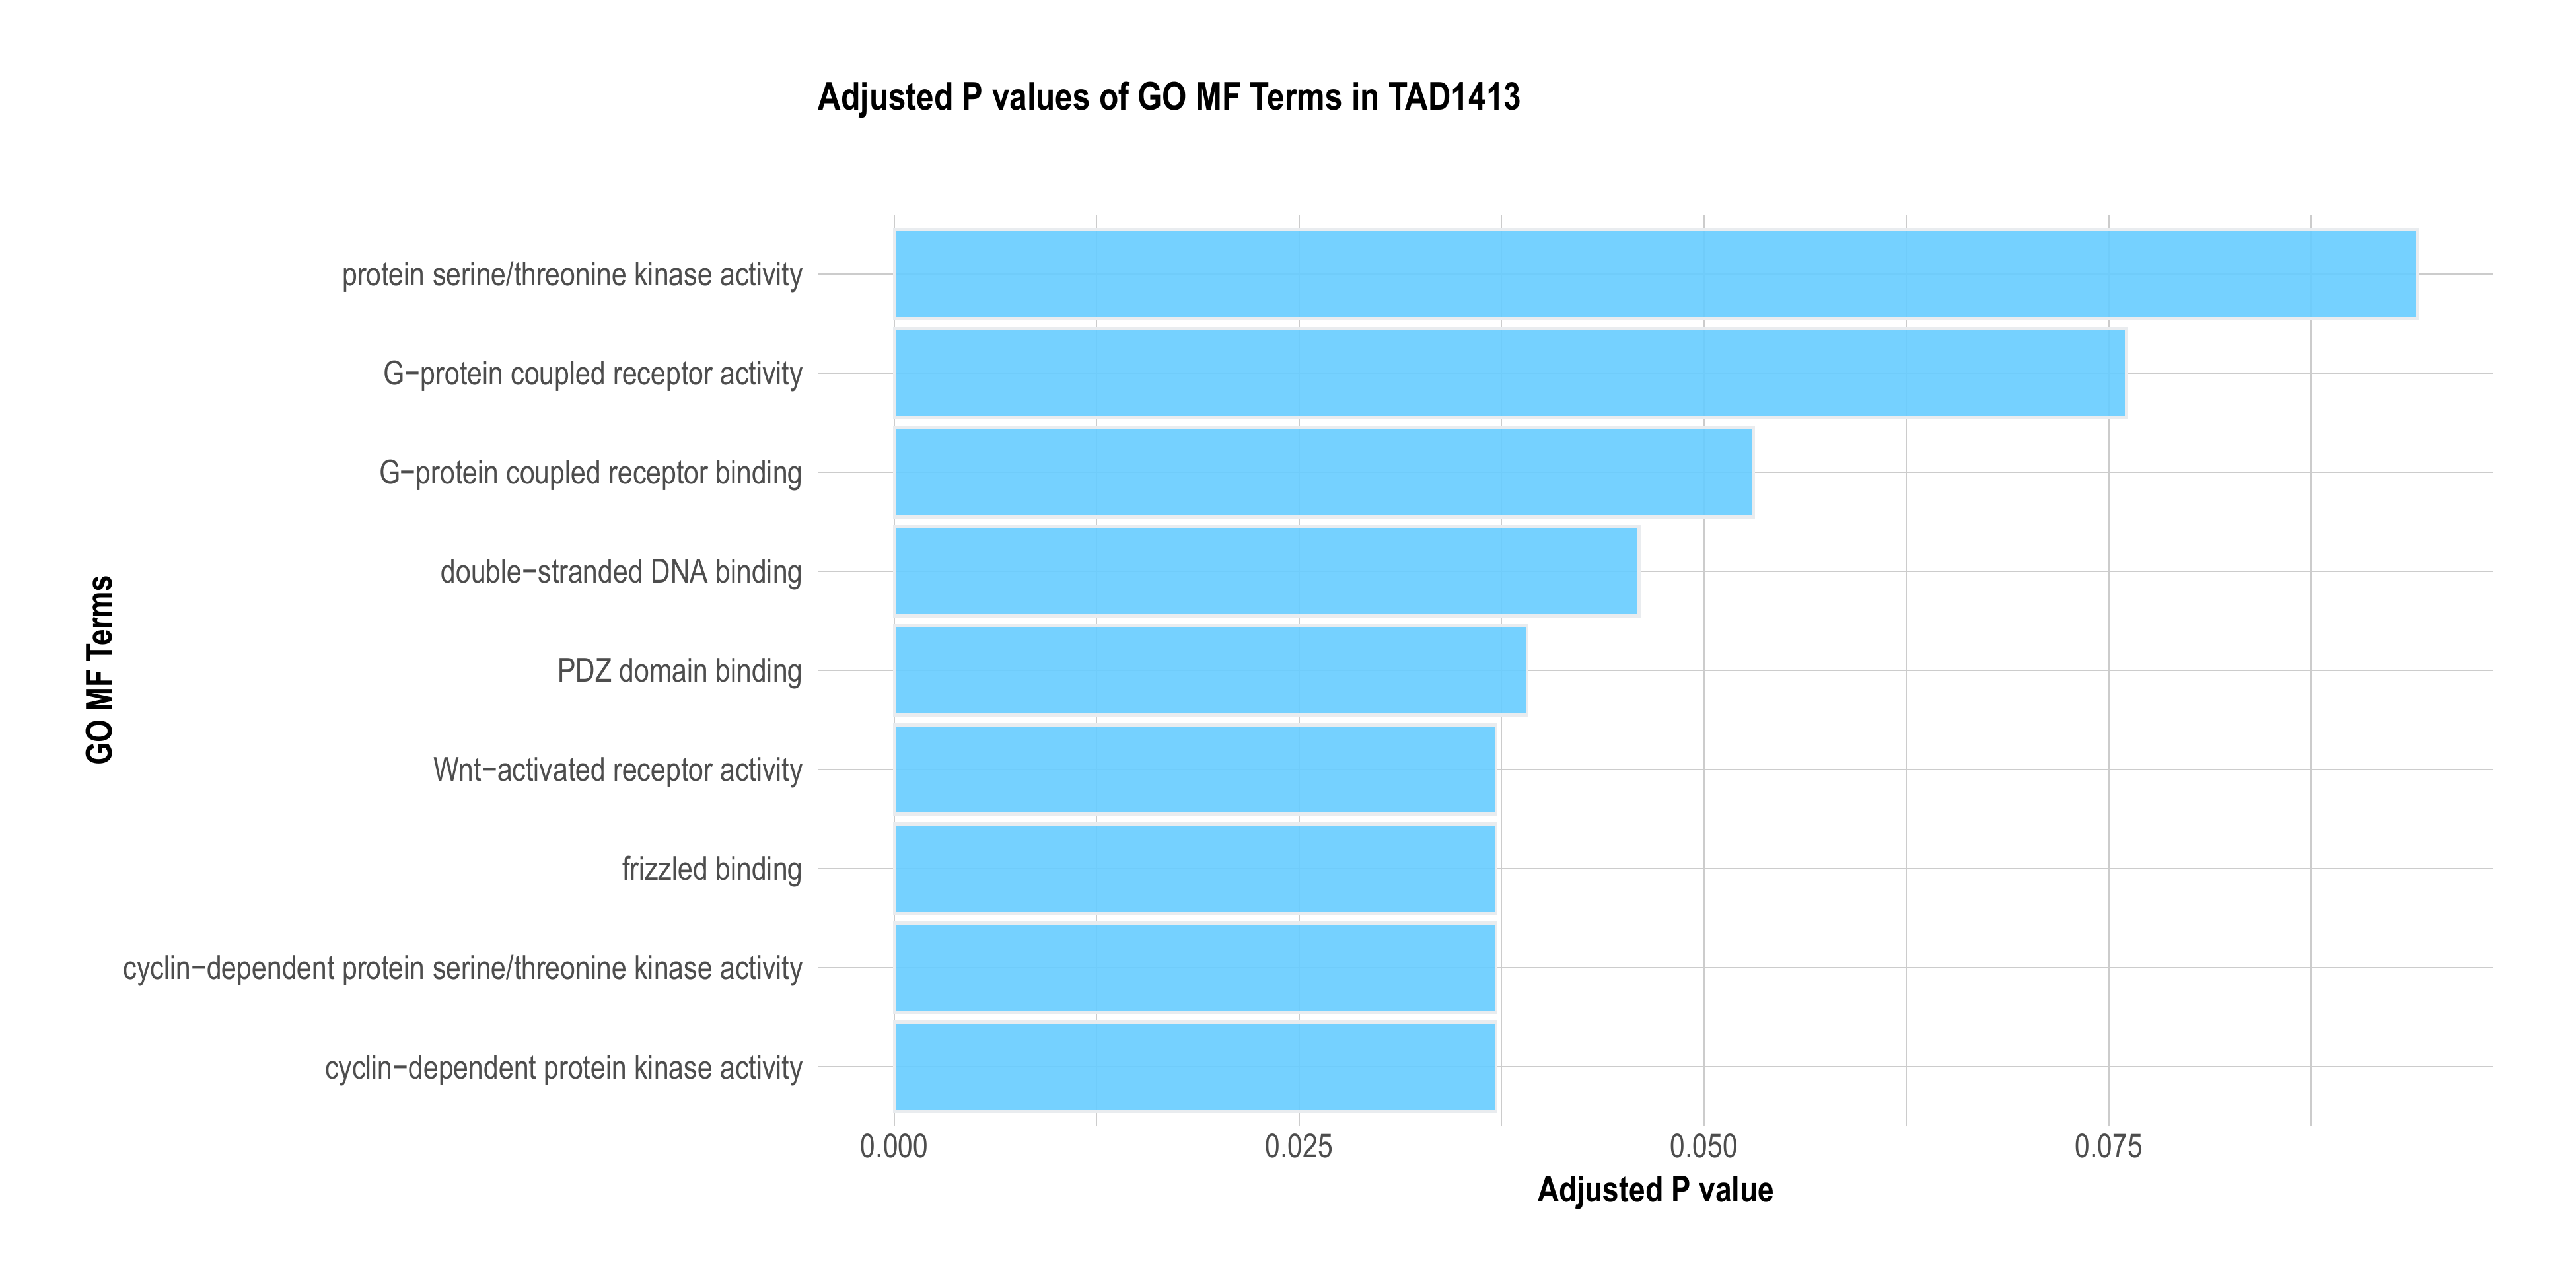 Adjusted P values of GO MF Terms in TAD1413
GO MF Terms
protein serine/threonine kinase activity
G−protein coupled receptor activity
G−protein coupled receptor binding
double−stranded DNA binding
PDZ domain binding
Wnt−activated receptor activity
frizzled binding
cyclin−dependent protein serine/threonine kinase activity
cyclin−dependent protein kinase activity
0.000 0.025 0.050 0.075
Adjusted P value